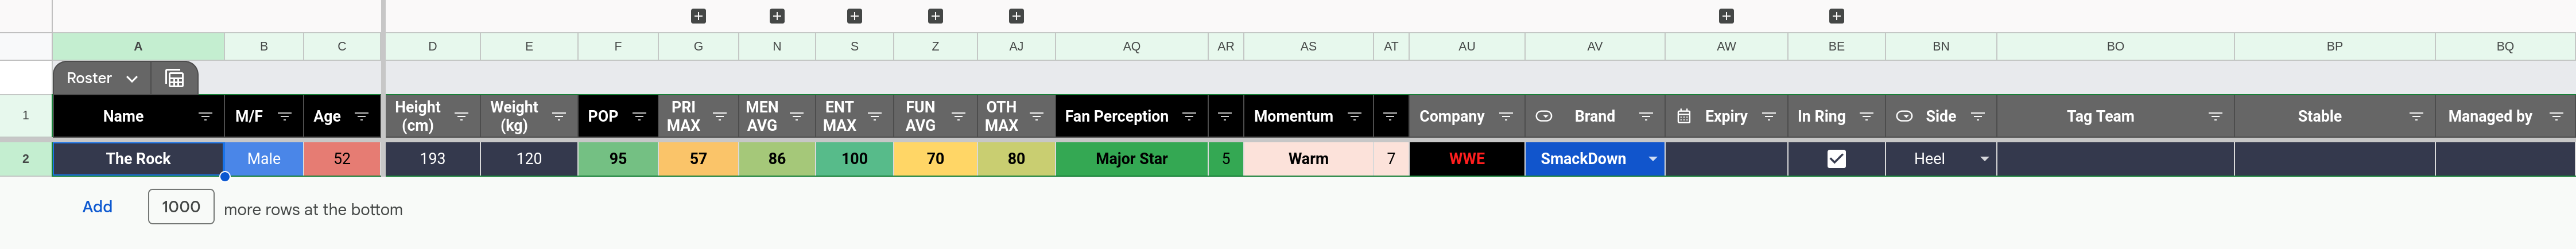 A B C D E F G N S Z AJ AQ AR AS AT AU AV AW BE BN BO BP BQ
Roster
1 Name M/F Age Height (cm) Weight (kg) POP PRI MAX MEN AVG ENT MAX FUN AVG OTH MAX Fan Perception Momentum Company Brand Expiry In Ring Side Tag Team Stable Managed by
2 The Rock Male 52 193 120 95 57 86 100 70 80 Major Star 5 Warm 7 WWE SmackDown Heel
Add 1000 more rows at the bottom